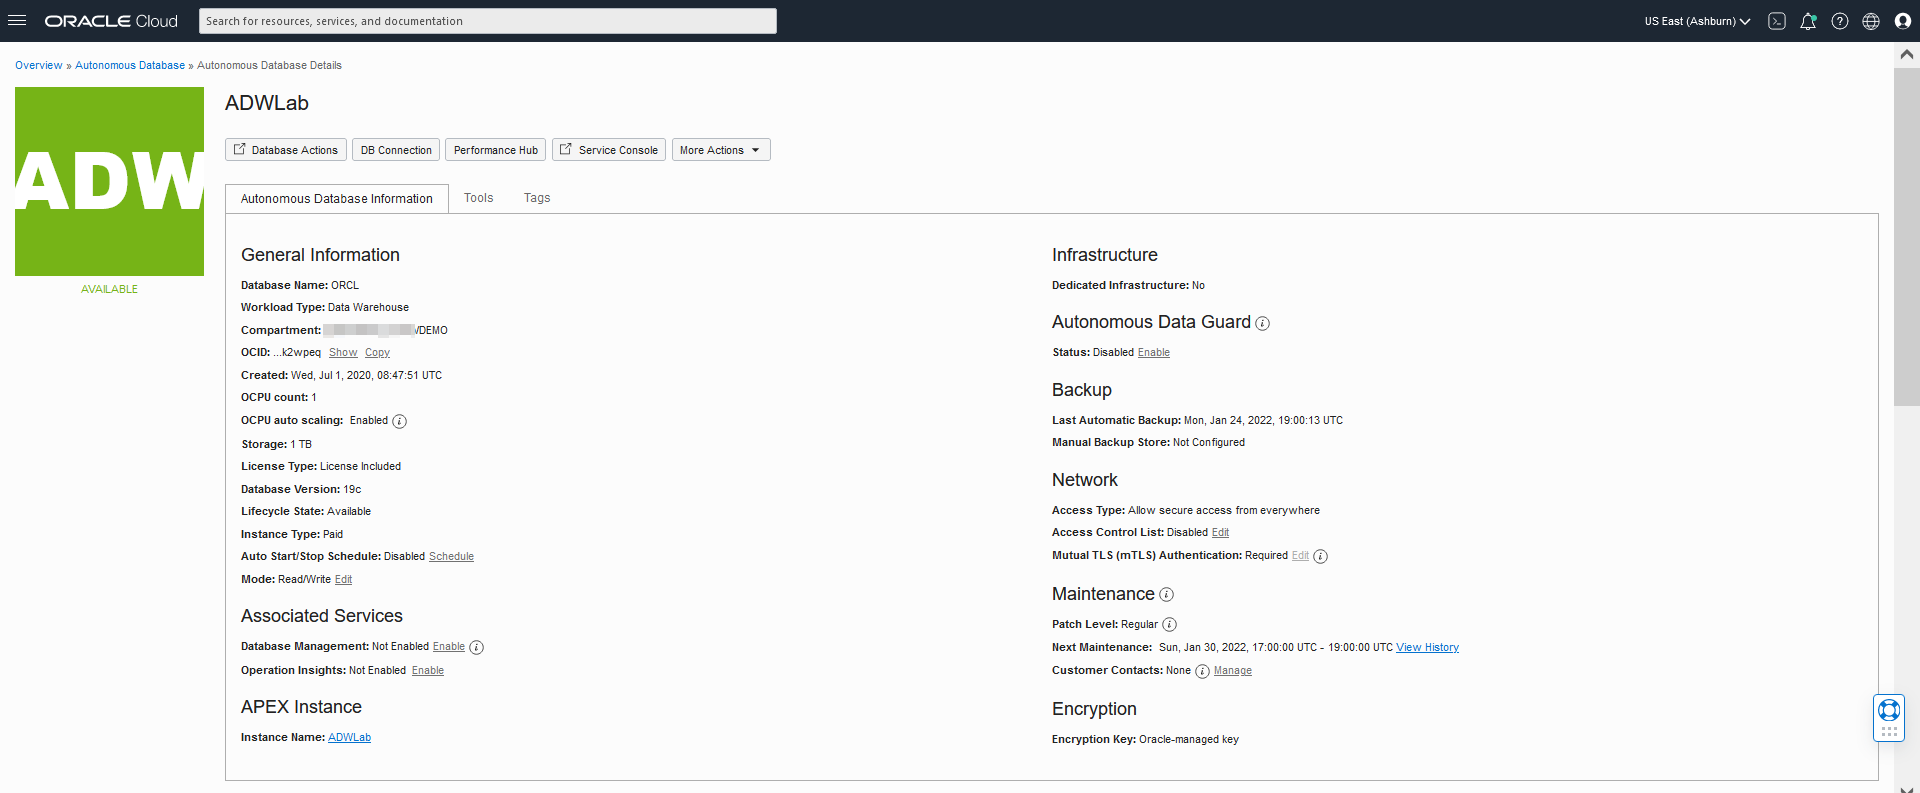 ORACLE Cloud
Search for resources, services, and documentation
US East (Ashburn)
Overview » Autonomous Database » Autonomous Database Details
ADW
AVAILABLE
ADWLab
Database Actions
DB Connection
Performance Hub
Service Console
More Actions
Autonomous Database Information
Tools
Tags
General Information
Database Name: ORCL
Workload Type: Data Warehouse
Compartment: /DEMO
OCID: ...k2wpeq Show Copy
Created: Wed, Jul 1, 2020, 08:47:51 UTC
OCPU count: 1
OCPU auto scaling: Enabled
Storage: 1 TB
License Type: License Included
Database Version: 19c
Lifecycle State: Available
Instance Type: Paid
Auto Start/Stop Schedule: Disabled Schedule
Mode: Read/Write Edit
Associated Services
Database Management: Not Enabled Enable
Operation Insights: Not Enabled Enable
APEX Instance
Instance Name: ADWLab
Infrastructure
Dedicated Infrastructure: No
Autonomous Data Guard
Status: Disabled Enable
Backup
Last Automatic Backup: Mon, Jan 24, 2022, 19:00:13 UTC
Manual Backup Store: Not Configured
Network
Access Type: Allow secure access from everywhere
Access Control List: Disabled Edit
Mutual TLS (mTLS) Authentication: Required Edit
Maintenance
Patch Level: Regular
Next Maintenance: Sun, Jan 30, 2022, 17:00:00 UTC - 19:00:00 UTC View History
Customer Contacts: None Manage
Encryption
Encryption Key: Oracle-managed key